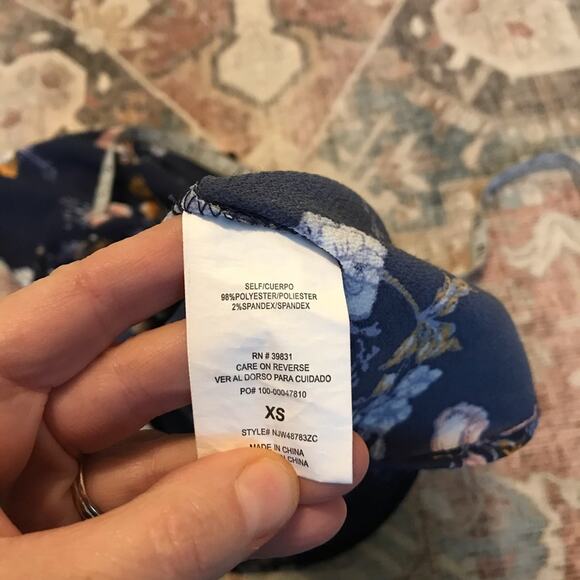 SELF/CUERPO
98%POLYESTER/POLIESTER
2%SPANDEX/SPANDEX
RN # 39831
CARE ON REVERSE
VER AL DORSO PARA CUIDADO
PO# 100-00047810
XS
STYLE# NJW48783ZC
MADE IN CHINA
CHINA